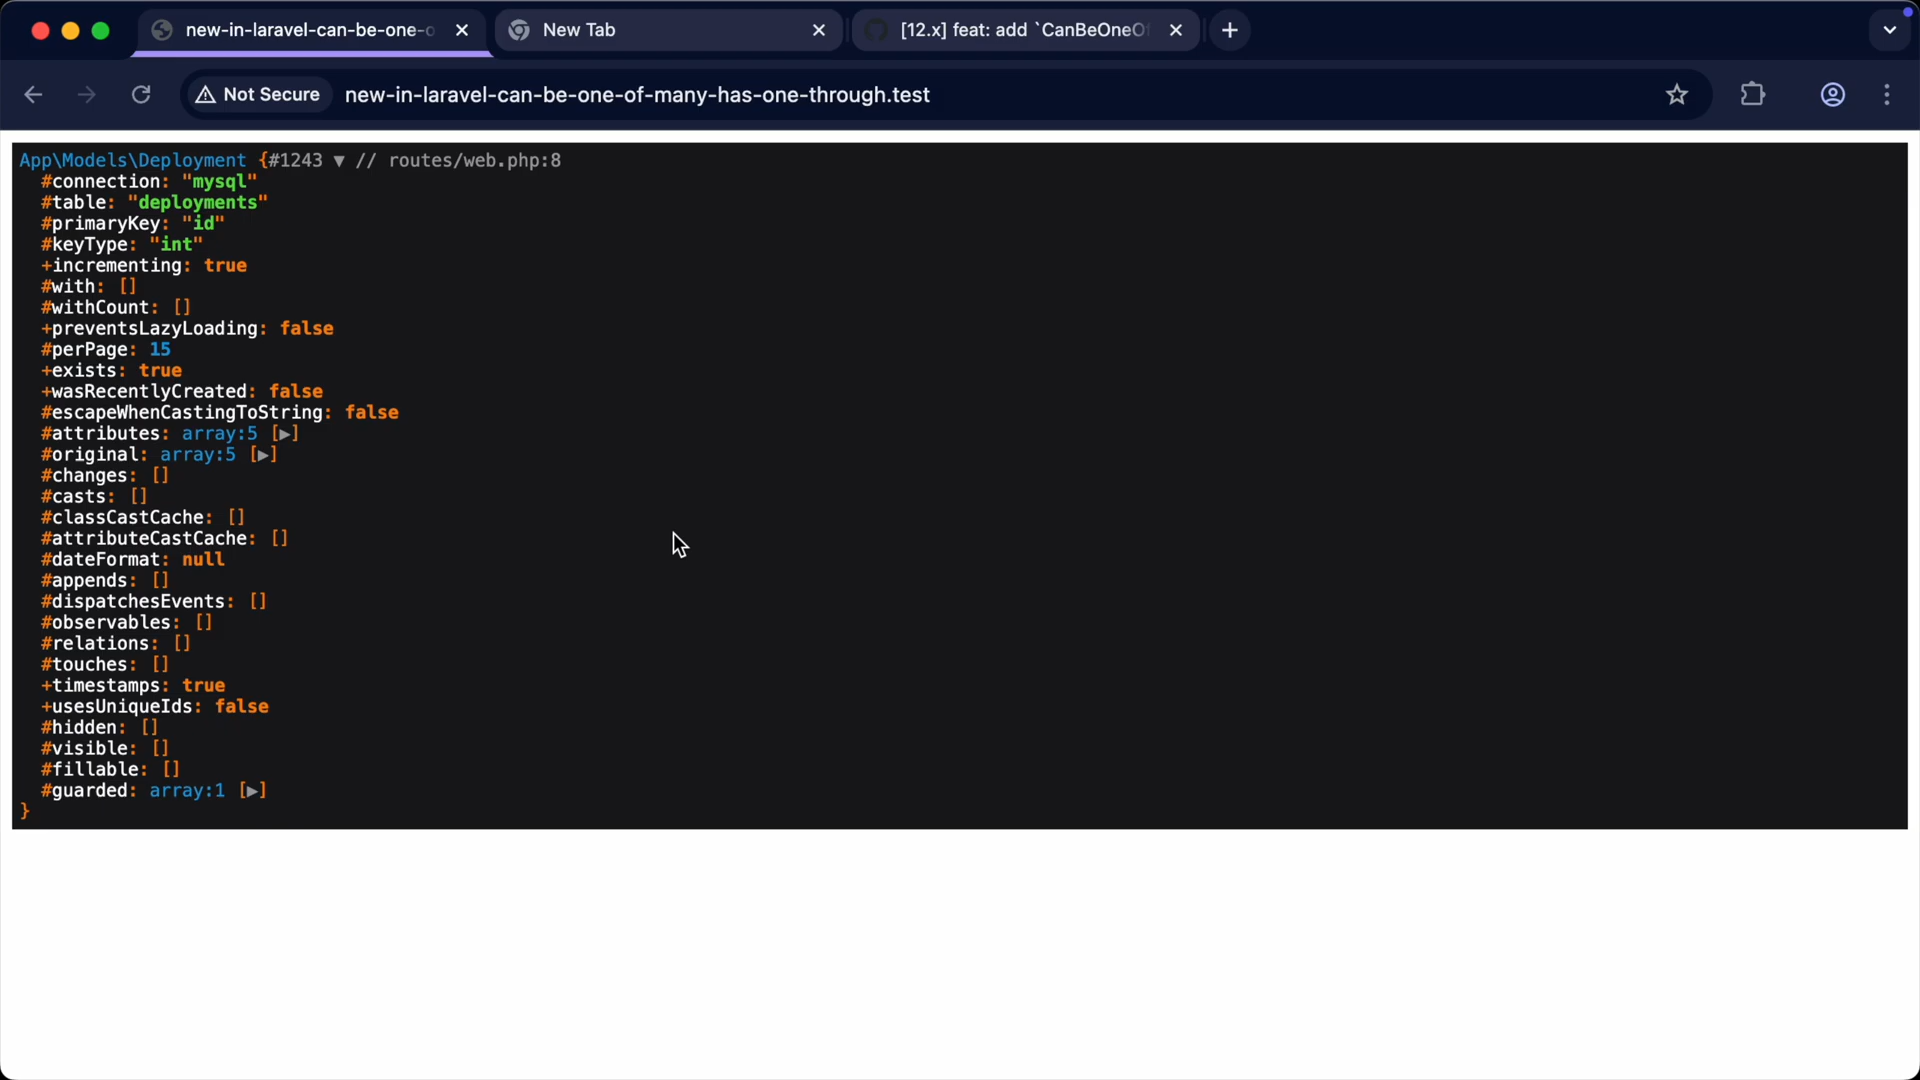 new-in-laravel-can-be-one-o
New Tab
[12.x] feat: add `CanBeOneOf
Not Secure
new-in-laravel-can-be-one-of-many-has-one-through.test
App\Models\Deployment {#1243 ▼ // routes/web.php:8
#connection: "mysql"
#table: "deployments"
#primaryKey: "id"
#keyType: "int"
+incrementing: true
#with: []
#withCount: []
+preventsLazyLoading: false
#perPage: 15
+exists: true
+wasRecentlyCreated: false
#escapeWhenCastingToString: false
#attributes: array:5 [▶]
#original: array:5 [▶]
#changes: []
#casts: []
#classCastCache: []
#attributeCastCache: []
#dateFormat: null
#appends: []
#dispatchesEvents: []
#observables: []
#relations: []
#touches: []
+timestamps: true
+usesUniqueIds: false
#hidden: []
#visible: []
#fillable: []
#guarded: array:1 [▶]
}